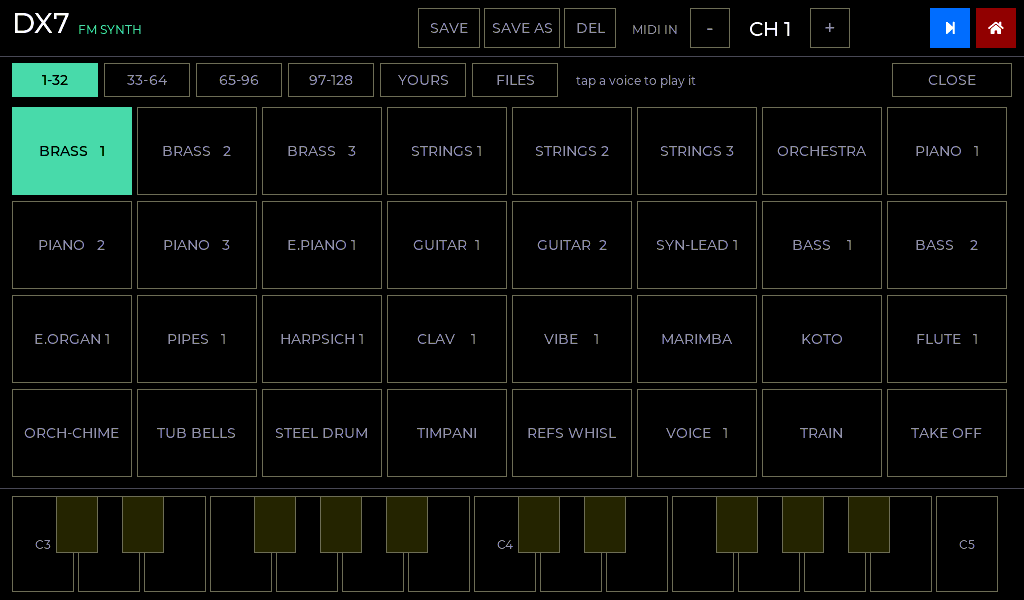 DX7 FM SYNTH SAVE SAVE AS DEL MIDI IN - CH 1 +
1-32 33-64 65-96 97-128 YOURS FILES tap a voice to play it CLOSE
BRASS 1 BRASS 2 BRASS 3 STRINGS 1 STRINGS 2 STRINGS 3 ORCHESTRA PIANO 1
PIANO 2 PIANO 3 E.PIANO 1 GUITAR 1 GUITAR 2 SYN-LEAD 1 BASS 1 BASS 2
E.ORGAN 1 PIPES 1 HARPSICH 1 CLAV 1 VIBE 1 MARIMBA KOTO FLUTE 1
ORCH-CHIME TUB BELLS STEEL DRUM TIMPANI REFS WHISL VOICE 1 TRAIN TAKE OFF
C3 C4 C5